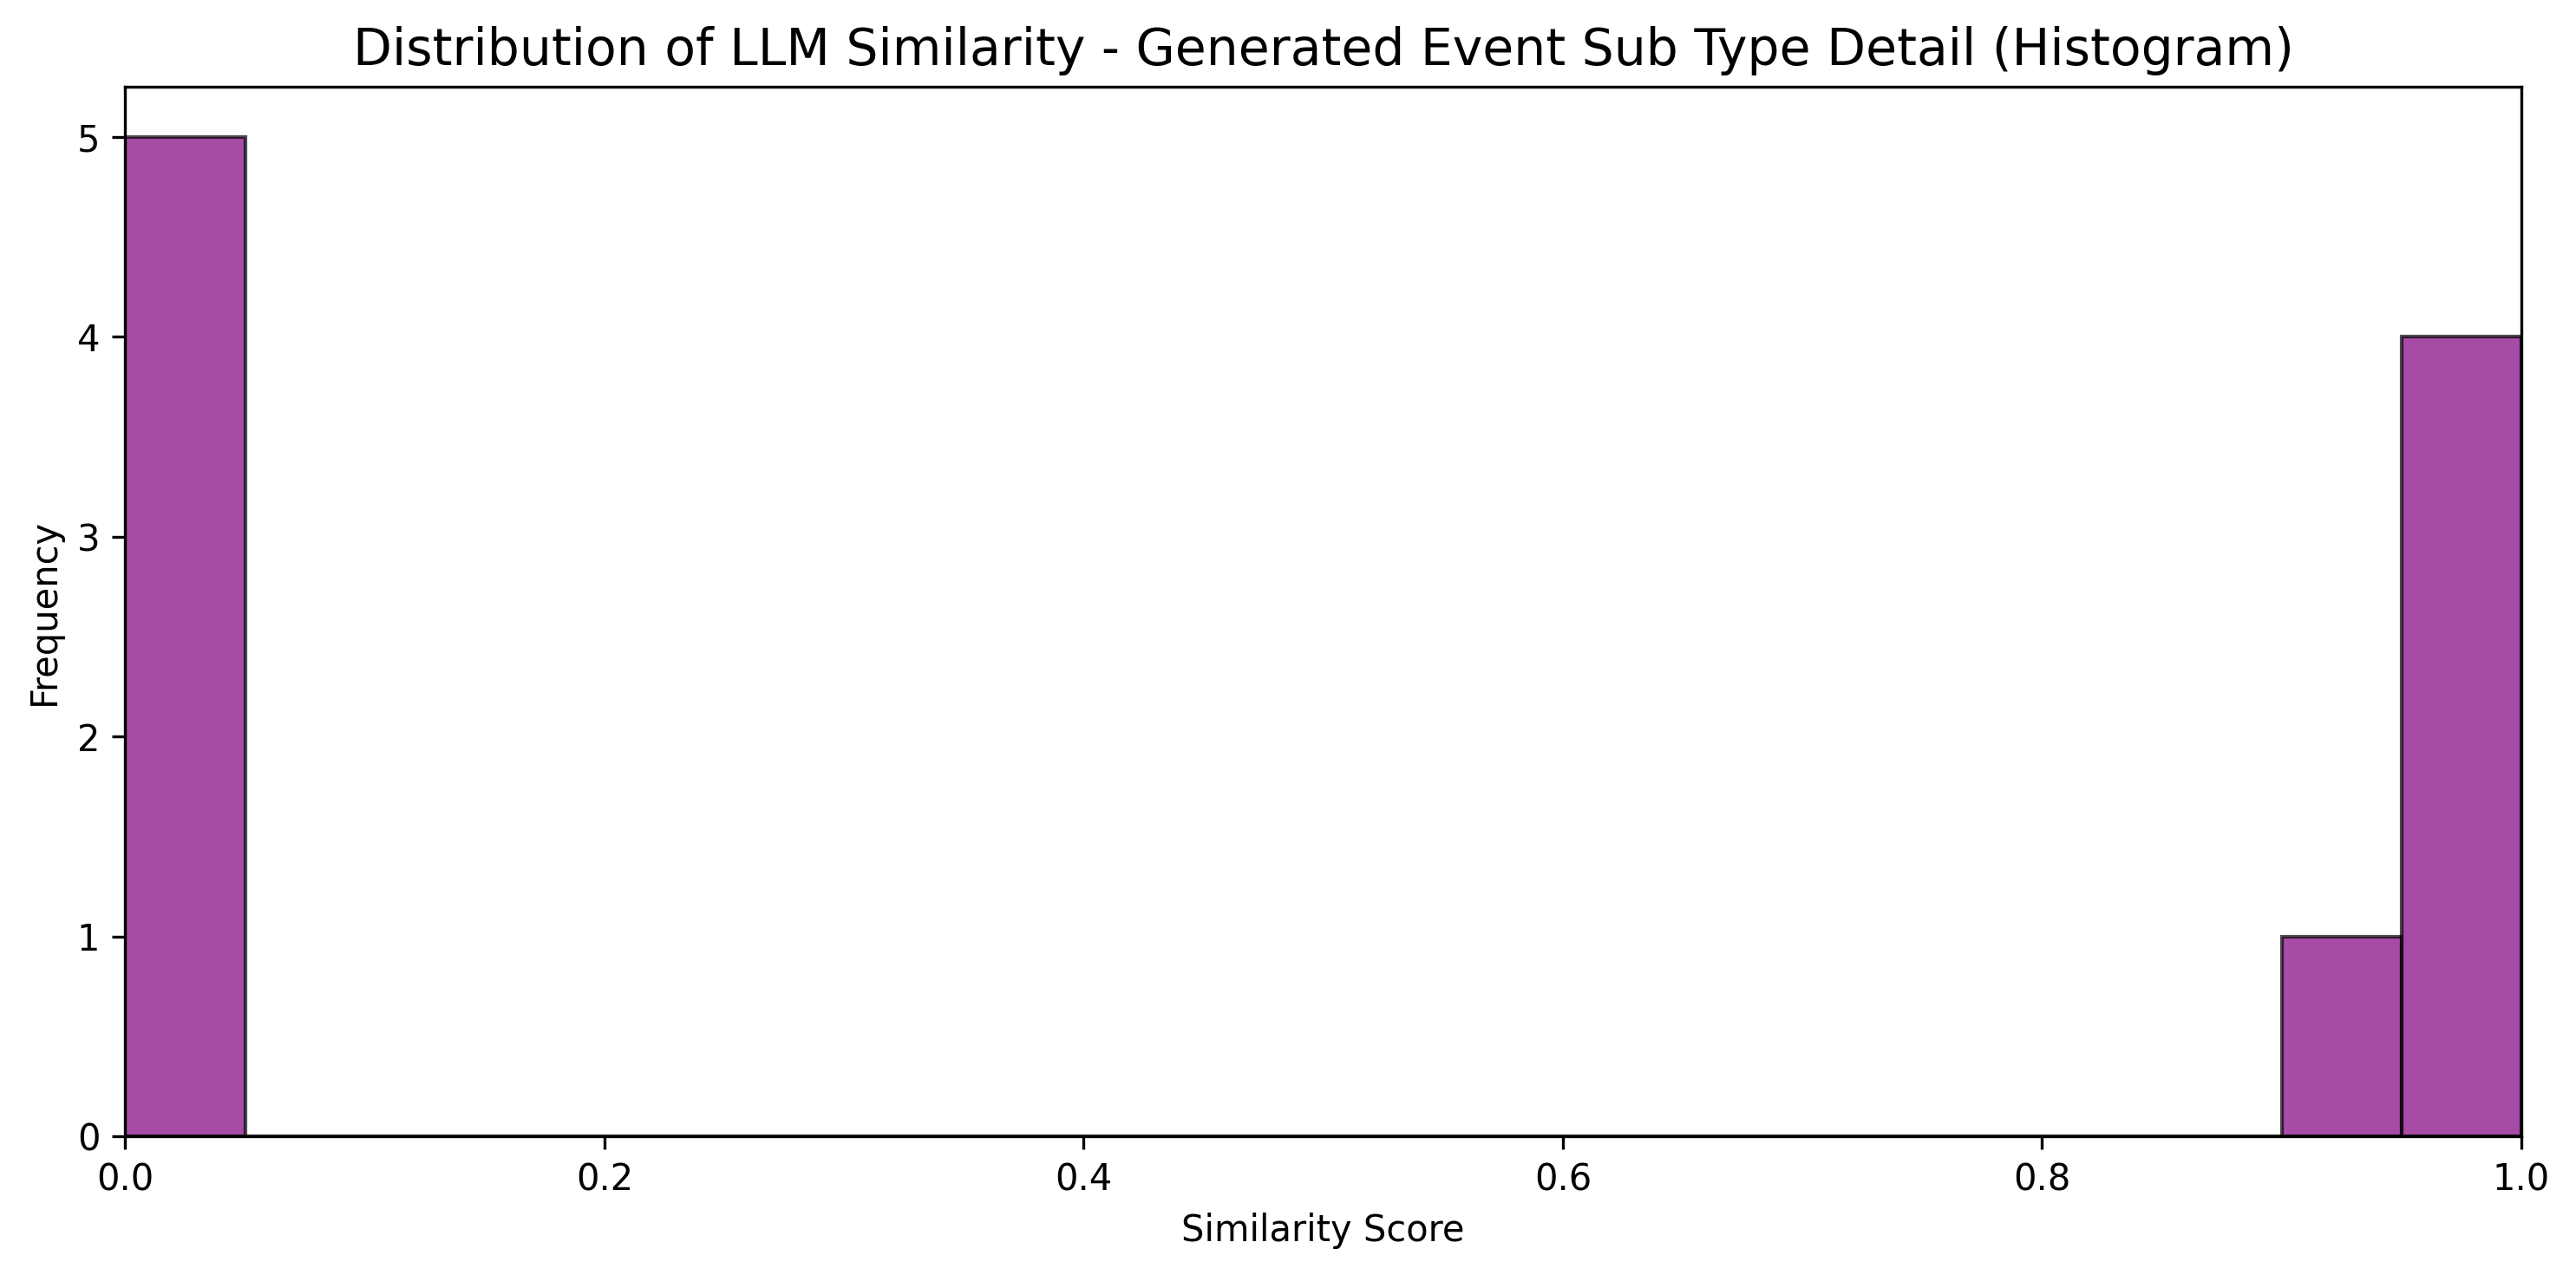 Distribution of LLM Similarity - Generated Event Sub Type Detail (Histogram)
5
4
3
2
1
0
Frequency
0.0 0.2 0.4 0.6 0.8 1.0
Similarity Score